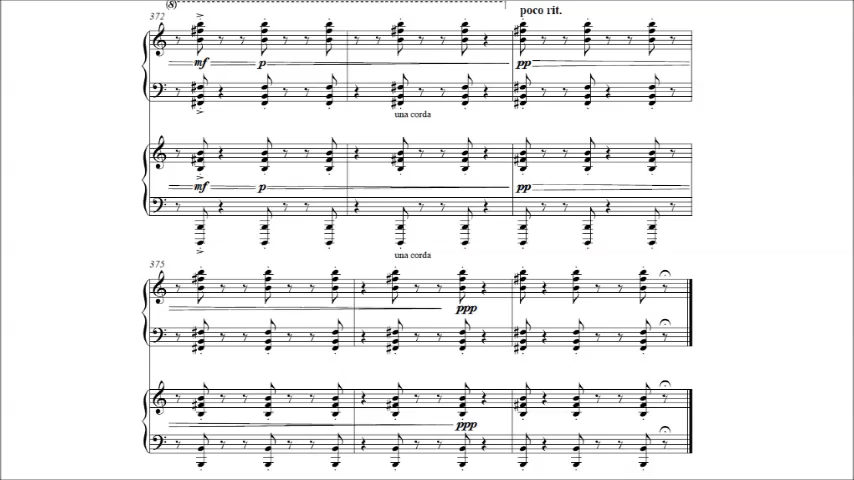 (8)
poco rit.
372
mf p pp
una corda
mf p pp
una corda
375
ppp
ppp